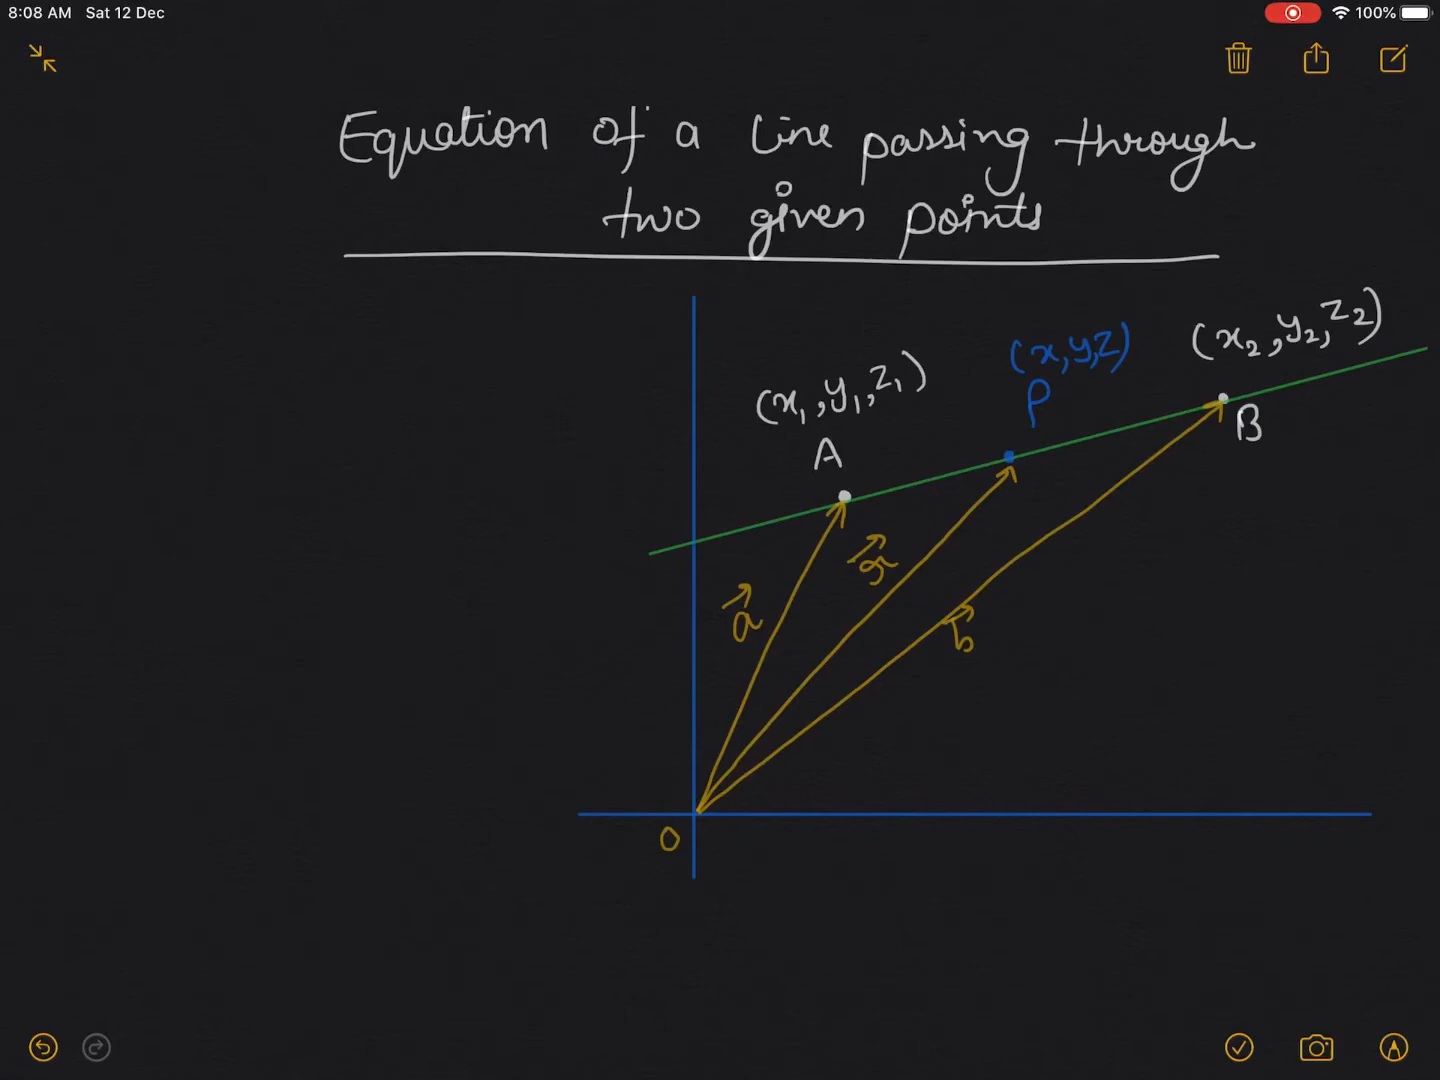 8:08 AM Sat 12 Dec 100%
Equation of a line passing through
two given points
(x₁, y₁, z₁)
A
(x, y, z)
P
(x₂, y₂, z₂)
B
a⃗
r⃗
b⃗
O